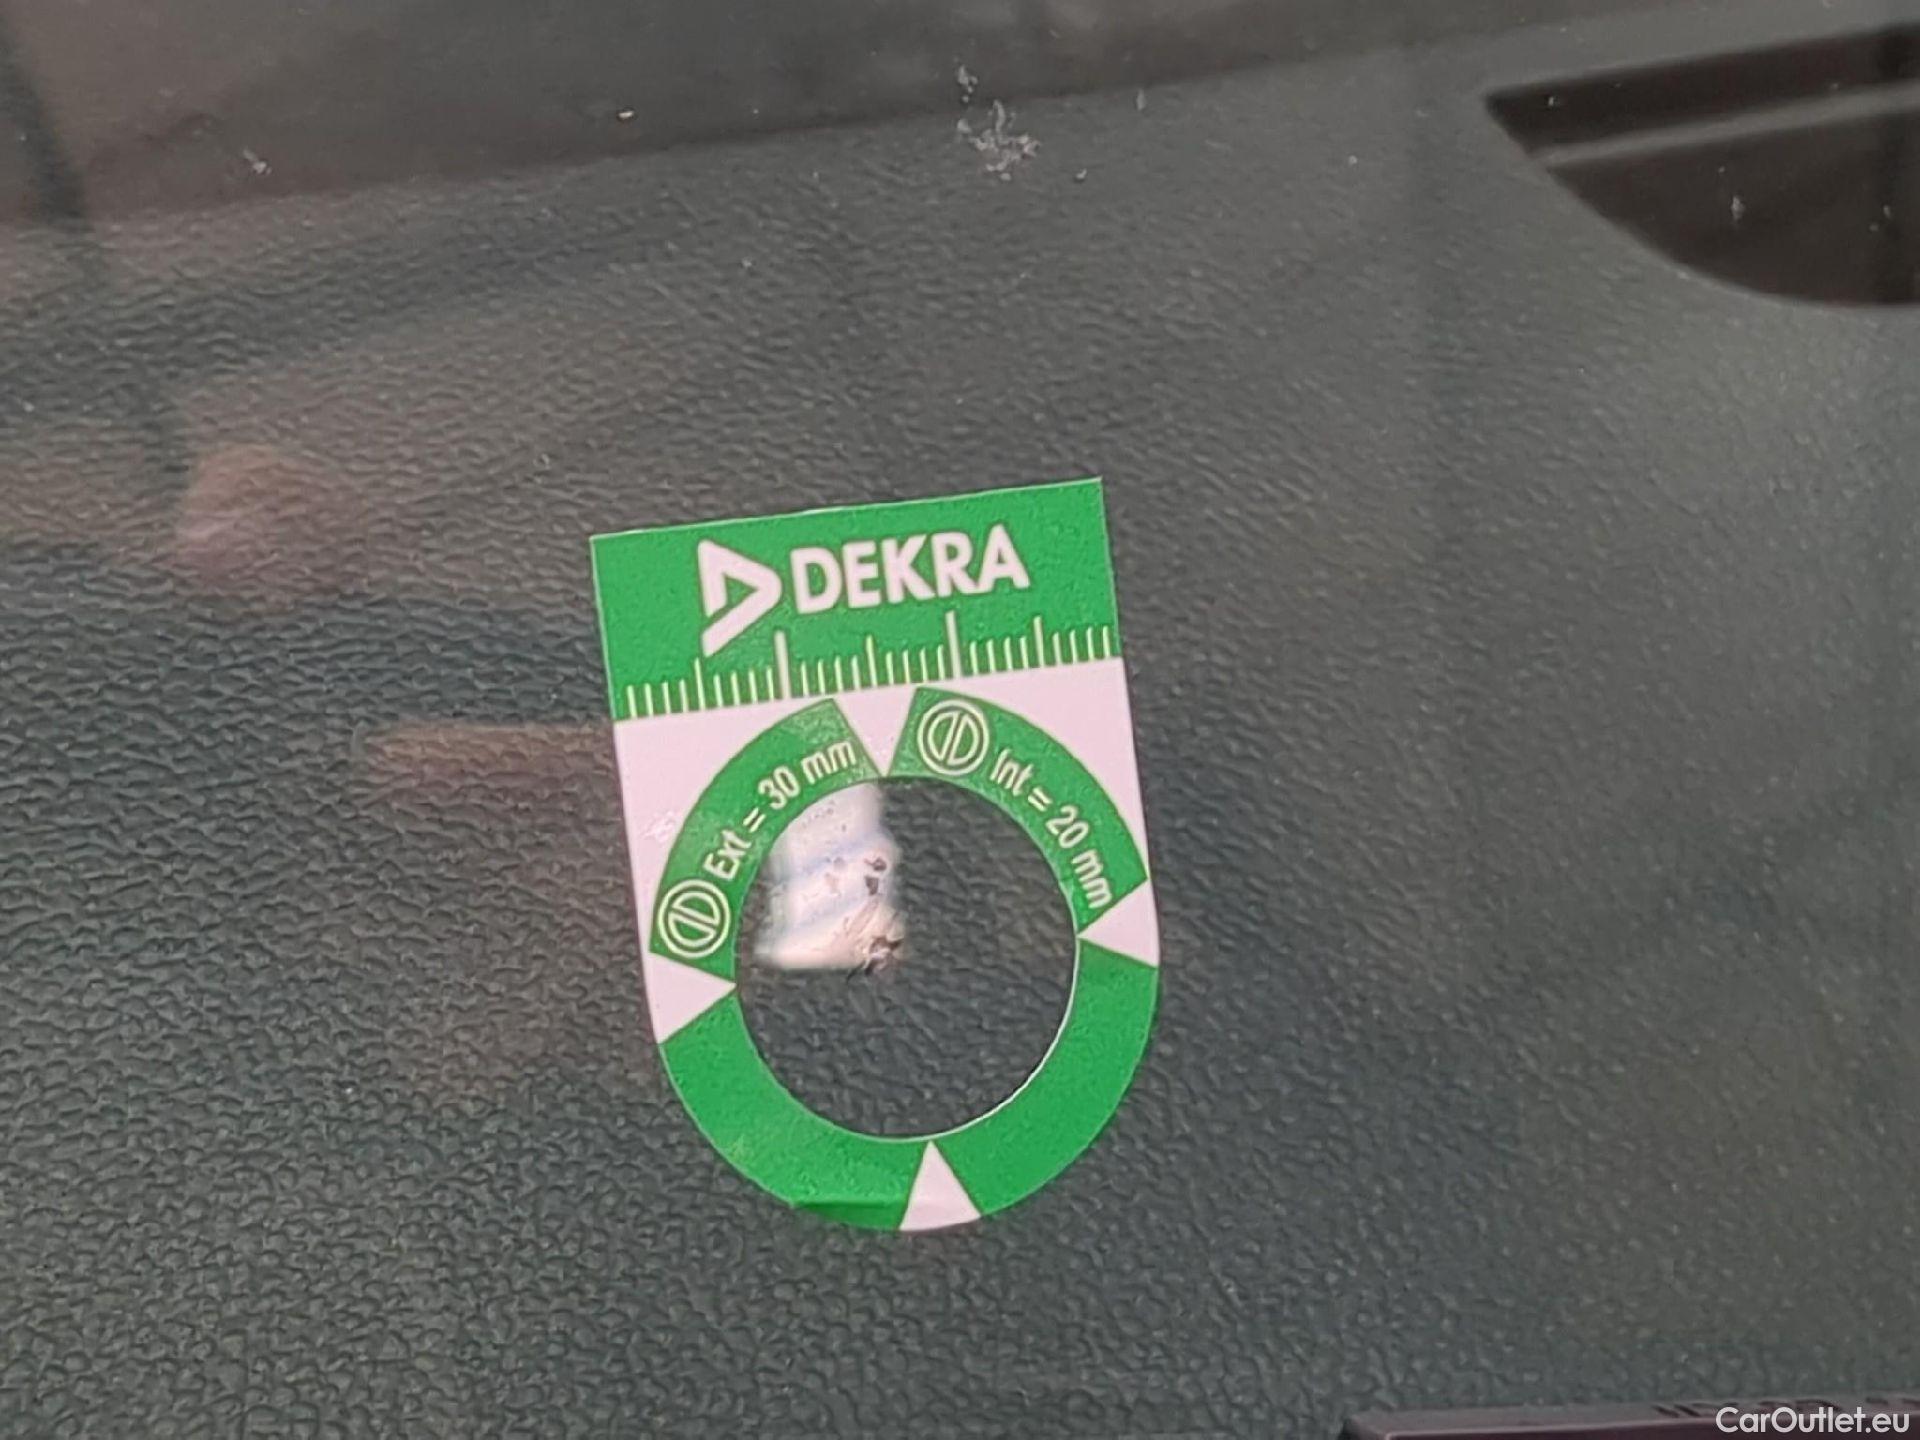 DEKRA
Ext = 30 mm
Int = 20 mm
CarOutlet.eu